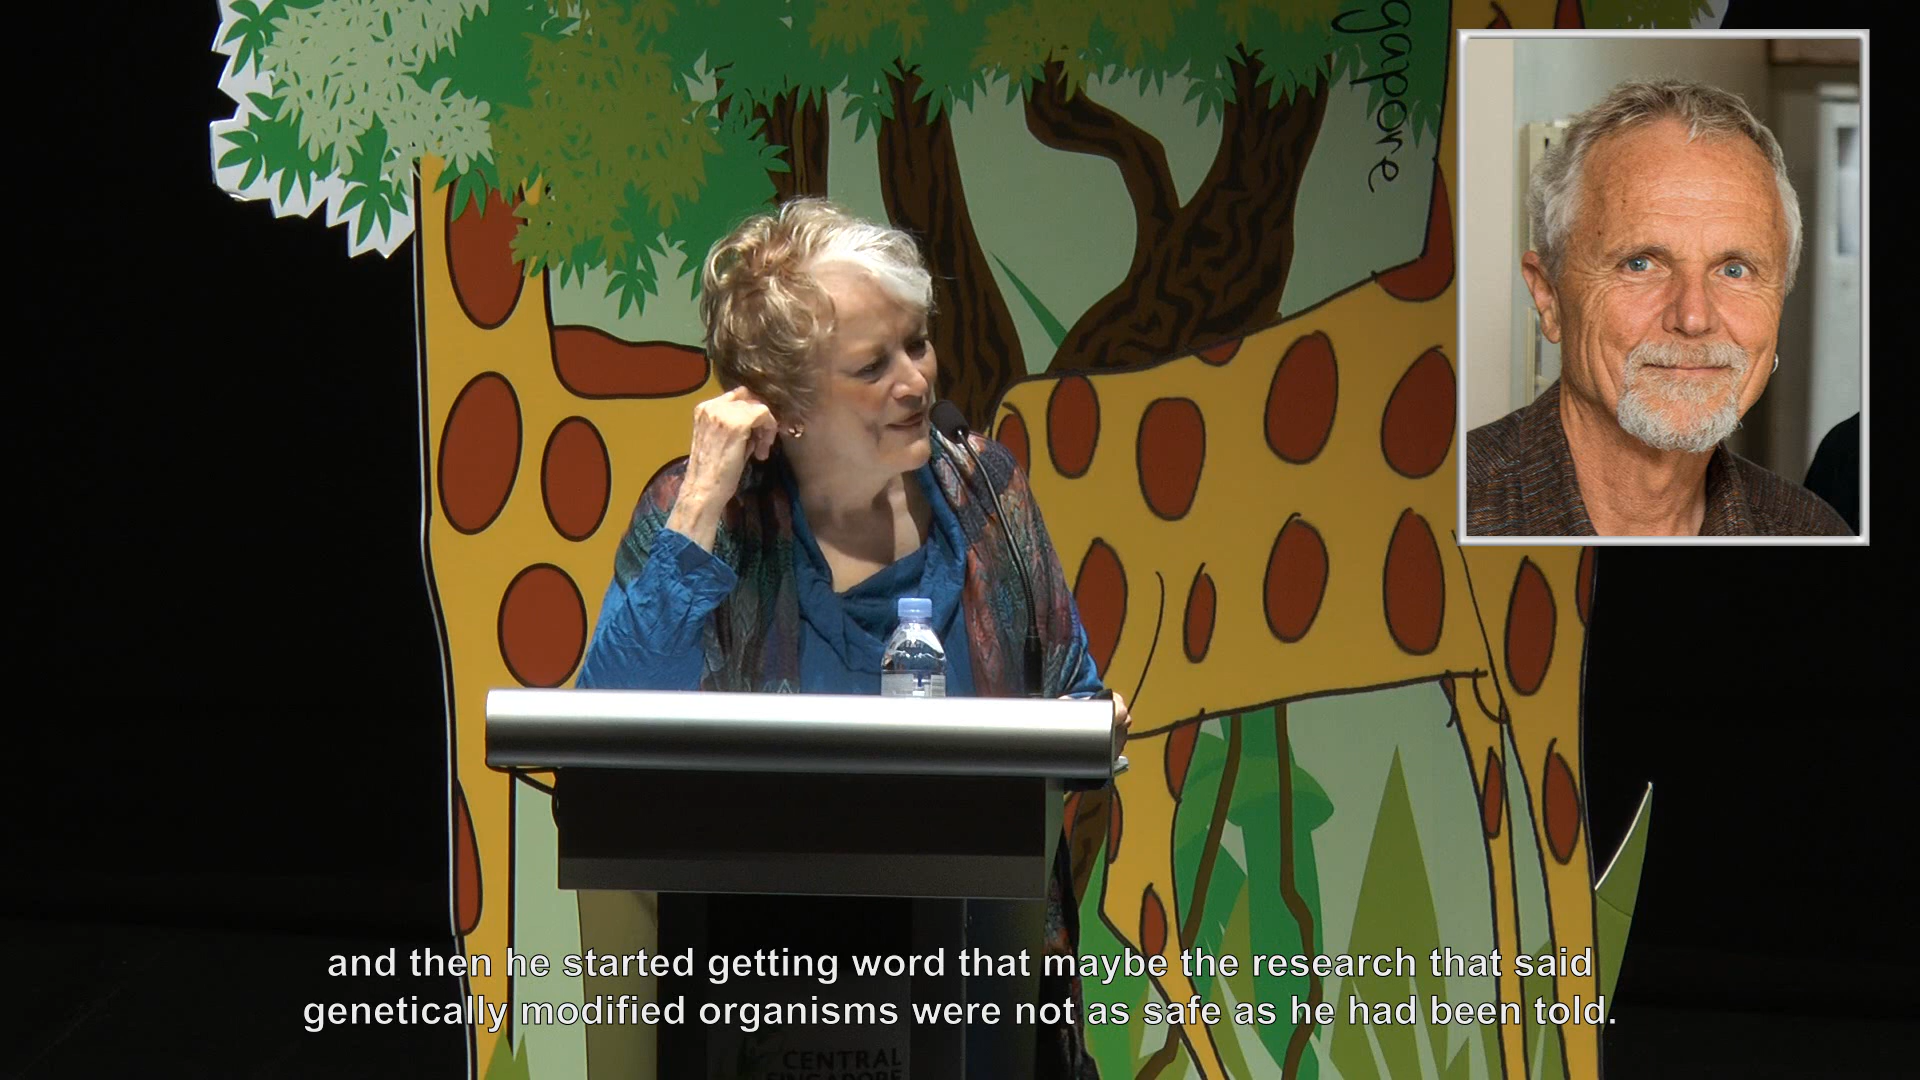 gapore
and then he started getting word that maybe the research that said
genetically modified organisms were not as safe as he had been told.
CENTRAL
SINGAPORE